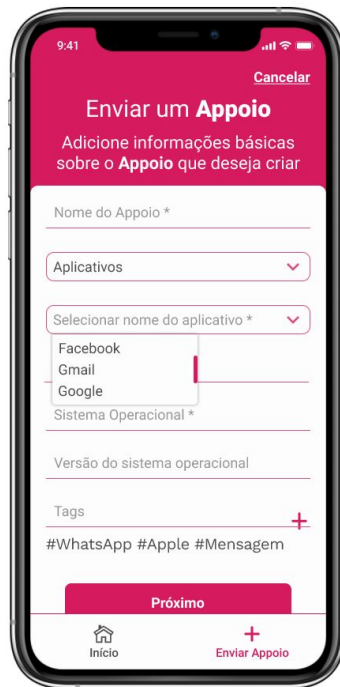 9:41
Cancelar
Enviar um Appoio
Adicione informações básicas
sobre o Appoio que deseja criar
Nome do Appoio *
Aplicativos
Selecionar nome do aplicativo *
Facebook
Gmail
Google
Sistema Operacional *
Versão do sistema operacional
Tags
#WhatsApp #Apple #Mensagem
Próximo
Início
Enviar Appoio